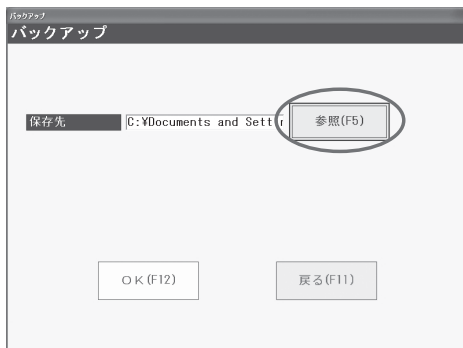 バックアップ
バックアップ
保存先 C:¥Documents and Settin 参照(F5)
OK(F12) 戻る(F11)